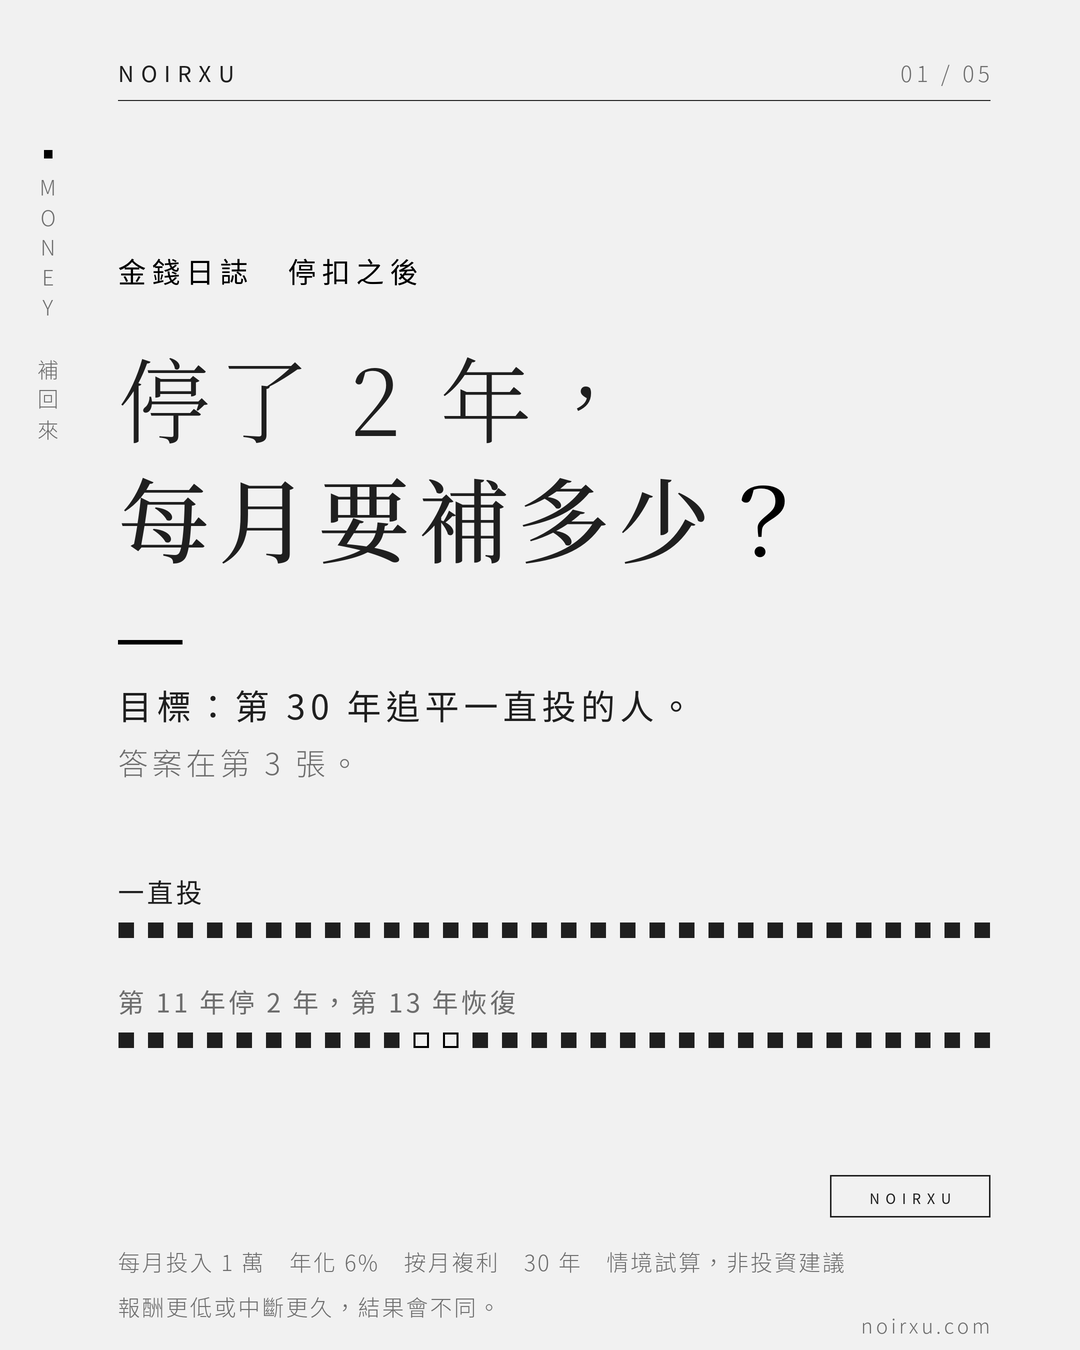 NOIRXU
01 / 05
MONEY 補回來
金錢日誌　停扣之後
停了 2 年，
每月要補多少？
目標：第 30 年追平一直投的人。
答案在第 3 張。
一直投
第 11 年停 2 年，第 13 年恢復
NOIRXU
每月投入 1 萬　年化 6%　按月複利　30 年　情境試算，非投資建議
報酬更低或中斷更久，結果會不同。
noirxu.com